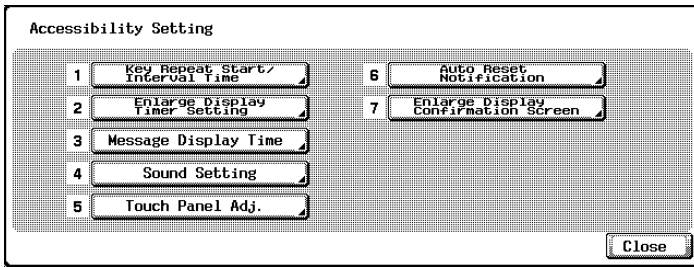 Accessibility Setting
1 Key Repeat Start/
Interval Time
2 Enlarge Display
Timer Setting
3 Message Display Time
4 Sound Setting
5 Touch Panel Adj.
6 Auto Reset
Notification
7 Enlarge Display
Confirmation Screen
Close